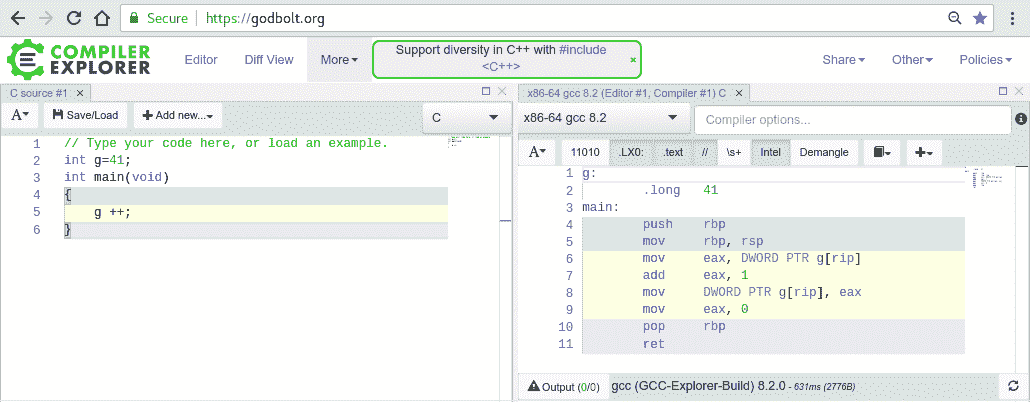 Secure https://godbolt.org
COMPILER
EXPLORER
Editor Diff View More Support diversity in C++ with #include
<C++> ×
Share Other Policies
C source #1 ×
A Save/Load + Add new... C
1 // Type your code here, or load an example.
2 int g=41;
3 int main(void)
4 {
5 g ++;
6 }
x86-64 gcc 8.2 (Editor #1, Compiler #1) C ×
x86-64 gcc 8.2 Compiler options...
A 11010 .LX0: .text // \s+ Intel Demangle
1 g:
2 .long 41
3 main:
4 push rbp
5 mov rbp, rsp
6 mov eax, DWORD PTR g[rip]
7 add eax, 1
8 mov DWORD PTR g[rip], eax
9 mov eax, 0
10 pop rbp
11 ret
Output (0/0) gcc (GCC-Explorer-Build) 8.2.0 - 631ms (2776B)